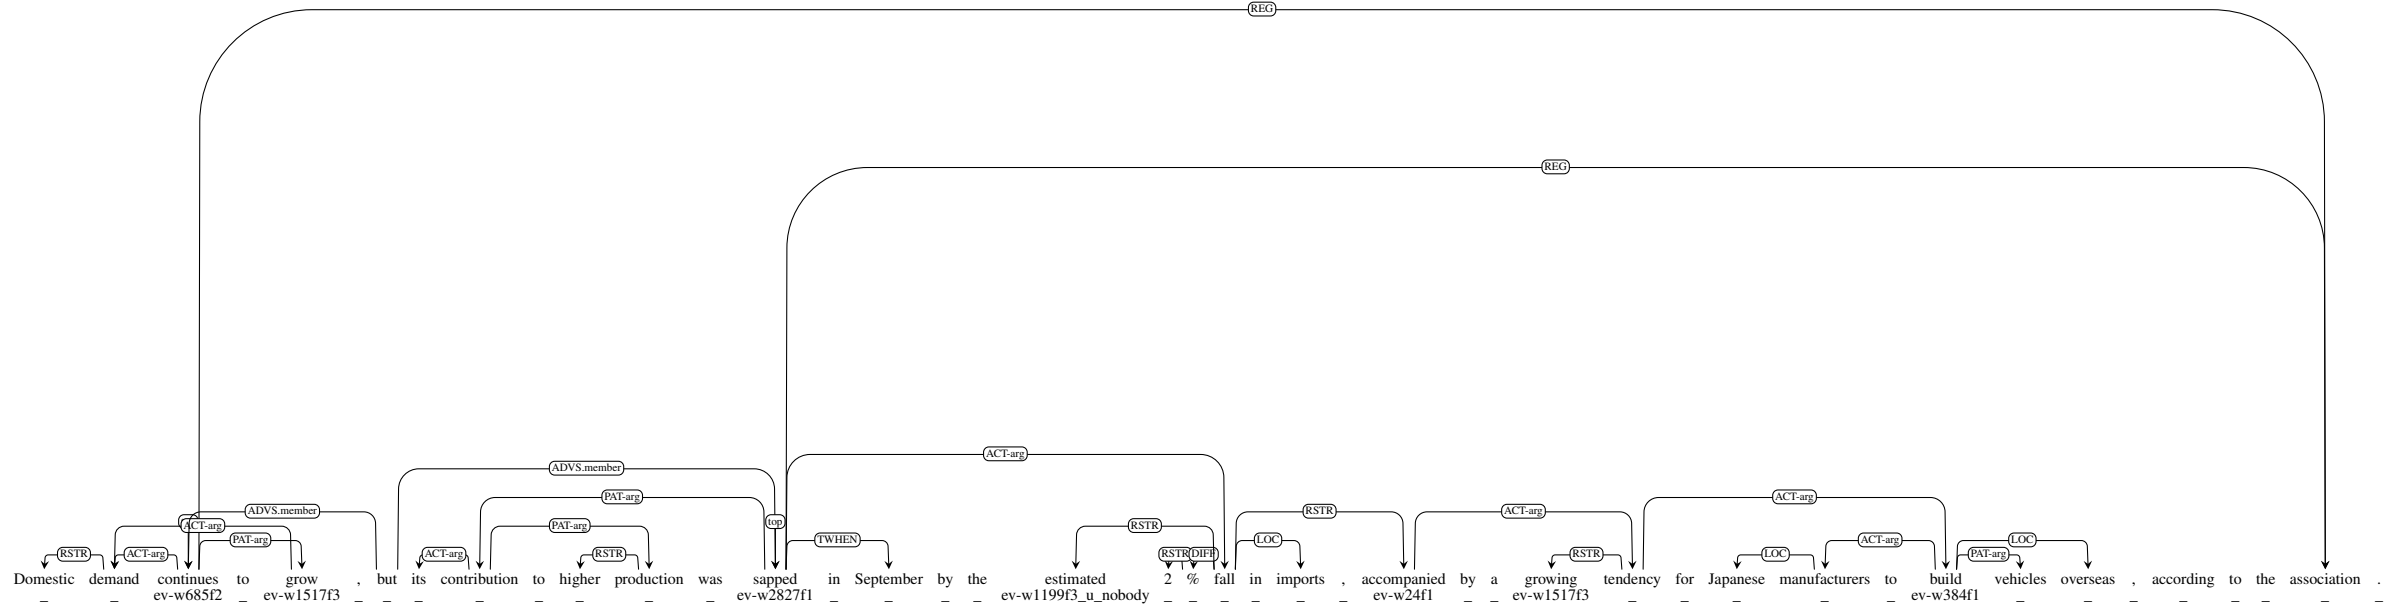 REG
REG
ACT-arg
ADVS.member
PAT-arg
ACT-arg
ADVS.member
RSTR
ACT-arg
ACT-arg
top
PAT-arg
RSTR
ACT-arg
PAT-arg
TWHEN
LOC
ACT-arg
LOC
RSTR
ACT-arg
ACT-arg
RSTR
RSTR
DIFF
RSTR
LOC
PAT-arg
Domestic demand continues to grow , but its contribution to higher production was sapped in September by the estimated 2 % fall in imports , accompanied by a growing tendency for Japanese manufacturers to build vehicles overseas , according to the association .
_ _ ev-w685f2 _ ev-w1517f3 _ _ _ _ _ _ _ _ ev-w2827f1 _ _ _ _ ev-w1199f3_u_nobody _ _ _ _ _ _ ev-w24f1 _ _ ev-w1517f3 _ _ _ _ _ ev-w384f1 _ _ _ _ _ _ _ _